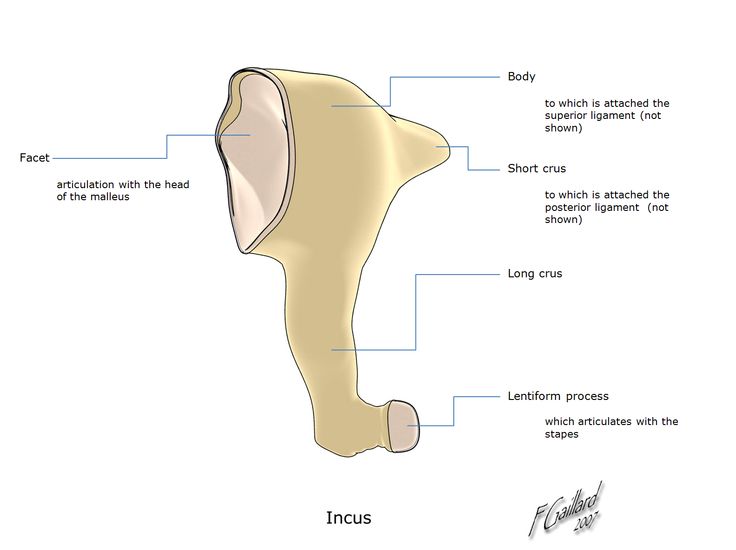 Body
to which is attached the
superior ligament (not
shown)
Facet
articulation with the head
of the malleus
Short crus
to which is attached the
posterior ligament (not
shown)
Long crus
Lentiform process
which articulates with the
stapes
Incus
F Gaillard
2007